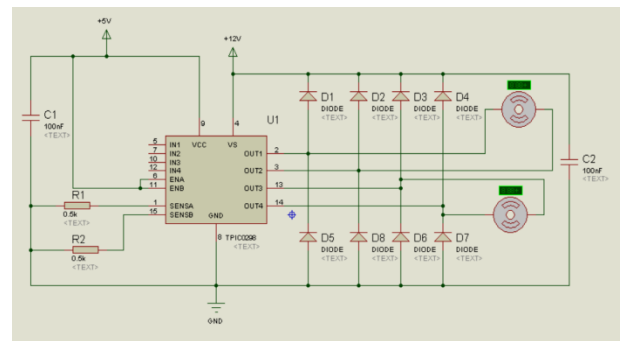 +5V
+12V
C1
100nF
<TEXT>
U1
9
4
VCC
VS
5
IN1
7
IN2
10
IN3
12
IN4
6
ENA
11
ENB
1
SENSA
15
SENSB
GND
8
TPIC0298
OUT1
2
OUT2
3
OUT3
13
OUT4
14
R1
0.5k
<TEXT>
R2
0.5k
<TEXT>
D1
DIODE
<TEXT>
D2
DIODE
<TEXT>
D3
DIODE
<TEXT>
D4
DIODE
<TEXT>
D5
DIODE
<TEXT>
D8
DIODE
<TEXT>
D6
DIODE
<TEXT>
D7
DIODE
<TEXT>
C2
100nF
<TEXT>
GND